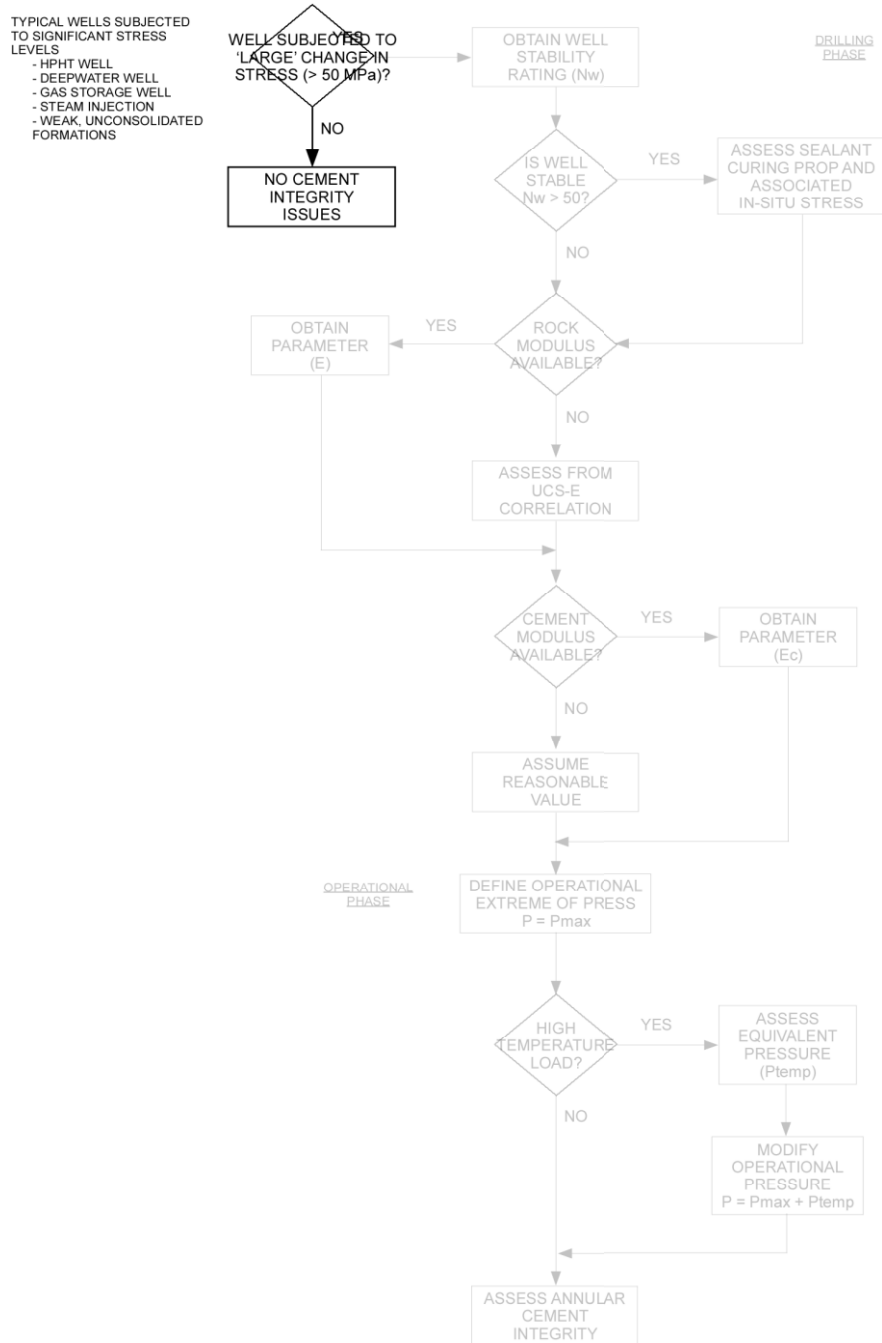 TYPICAL WELLS SUBJECTED
TO SIGNIFICANT STRESS
LEVELS
- HPHT WELL
- DEEPWATER WELL
- GAS STORAGE WELL
- STEAM INJECTION
- WEAK, UNCONSOLIDATED
FORMATIONS
WELL SUBJECTED TO
'LARGE' CHANGE IN
STRESS (> 50 MPa)?
YES
NO
NO CEMENT
INTEGRITY
ISSUES
OBTAIN WELL
STABILITY
RATING (Nw)
DRILLING
PHASE
IS WELL
STABLE
Nw > 50?
YES
ASSESS SEALANT
CURING PROP AND
ASSOCIATED
IN-SITU STRESS
NO
ROCK
MODULUS
AVAILABLE?
YES
OBTAIN
PARAMETER
(E)
NO
ASSESS FROM
UCS-E
CORRELATION
CEMENT
MODULUS
AVAILABLE?
YES
OBTAIN
PARAMETER
(Ec)
NO
ASSUME
REASONABLE
VALUE
OPERATIONAL
PHASE
DEFINE OPERATIONAL
EXTREME OF PRESS
P = Pmax
HIGH
TEMPERATURE
LOAD?
YES
ASSESS
EQUIVALENT
PRESSURE
(Ptemp)
NO
MODIFY
OPERATIONAL
PRESSURE
P = Pmax + Ptemp
ASSESS ANNULAR
CEMENT
INTEGRITY